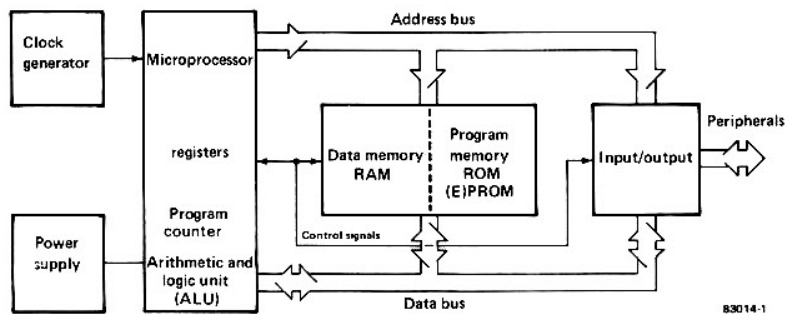 Address bus
Clock
generator
Microprocessor
registers
Program
counter
Arithmetic and
logic unit
(ALU)
Power
supply
Data memory
RAM
Program
memory
ROM
(E)PROM
Control signals
Input/output
Peripherals
Data bus
83014-1